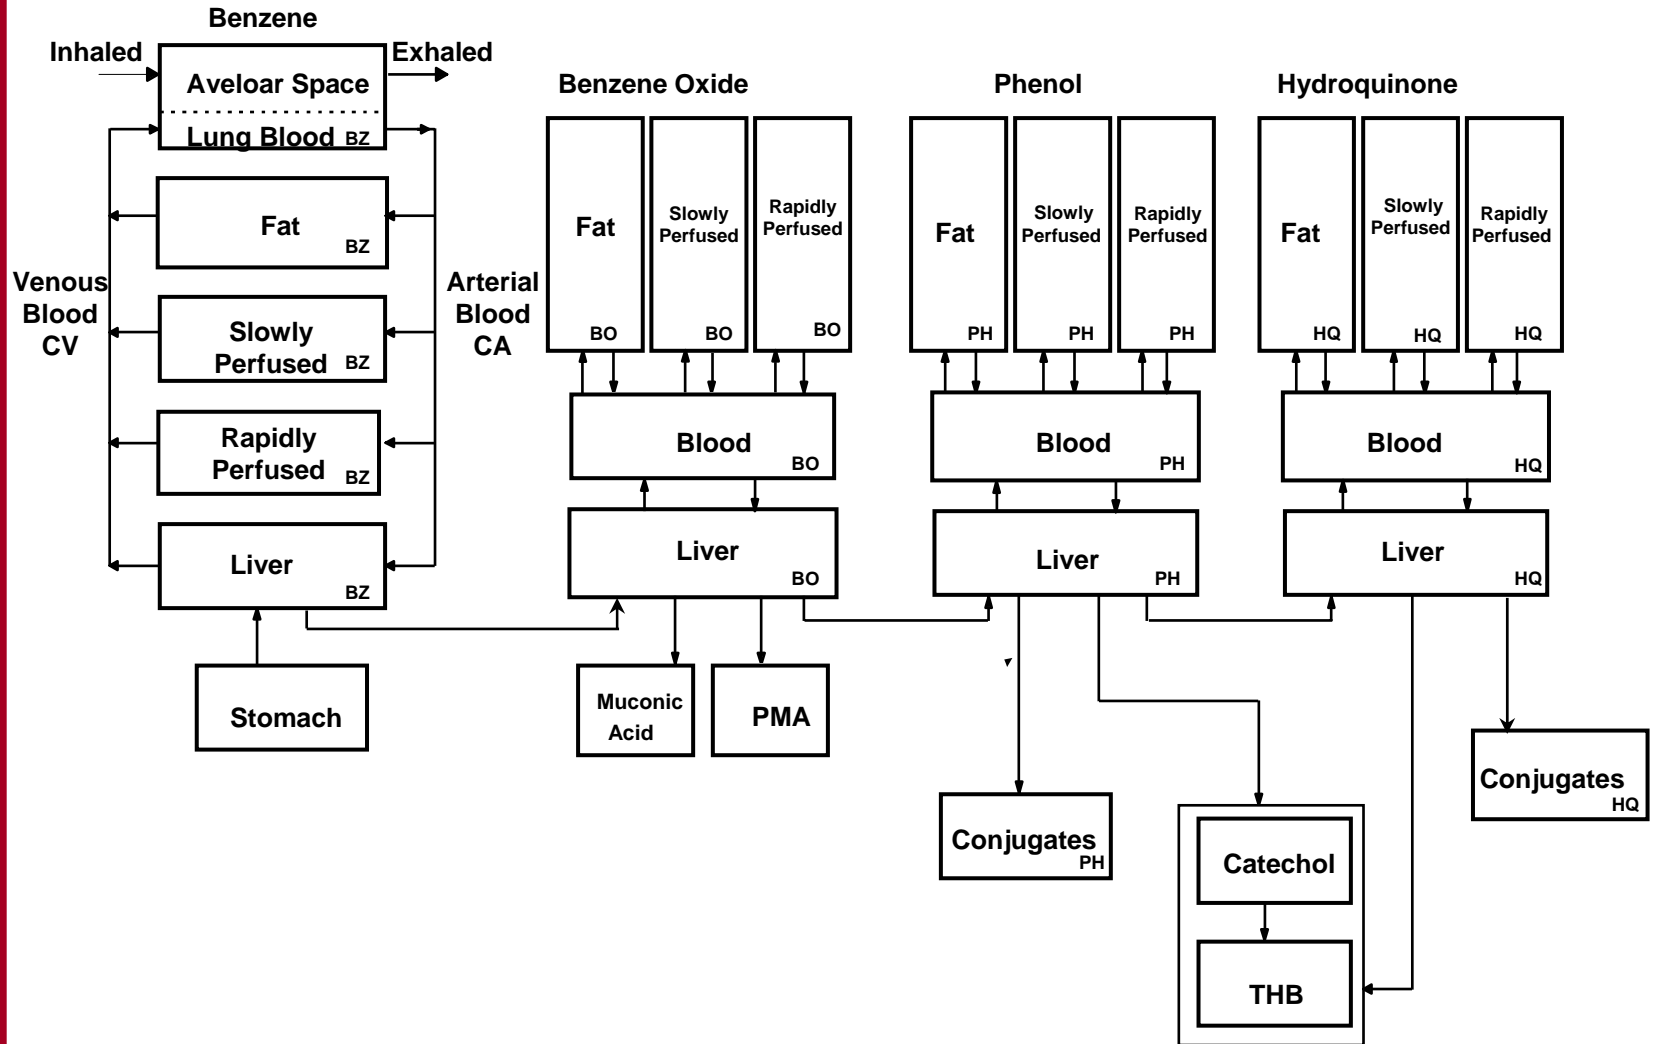 Benzene
Inhaled
Exhaled
Aveloar Space
Lung Blood BZ
Fat
BZ
Venous
Blood
CV
Arterial
Blood
CA
Slowly
Perfused BZ
Rapidly
Perfused BZ
Liver
BZ
Stomach
Benzene Oxide
Fat
BO
Slowly
Perfused
BO
Rapidly
Perfused
BO
Blood
BO
Liver
BO
Muconic
Acid
PMA
Phenol
Fat
PH
Slowly
Perfused
PH
Rapidly
Perfused
PH
Blood
PH
Liver
PH
Conjugates
PH
Catechol
THB
Hydroquinone
Fat
HQ
Slowly
Perfused
HQ
Rapidly
Perfused
HQ
Blood
HQ
Liver
HQ
Conjugates
HQ